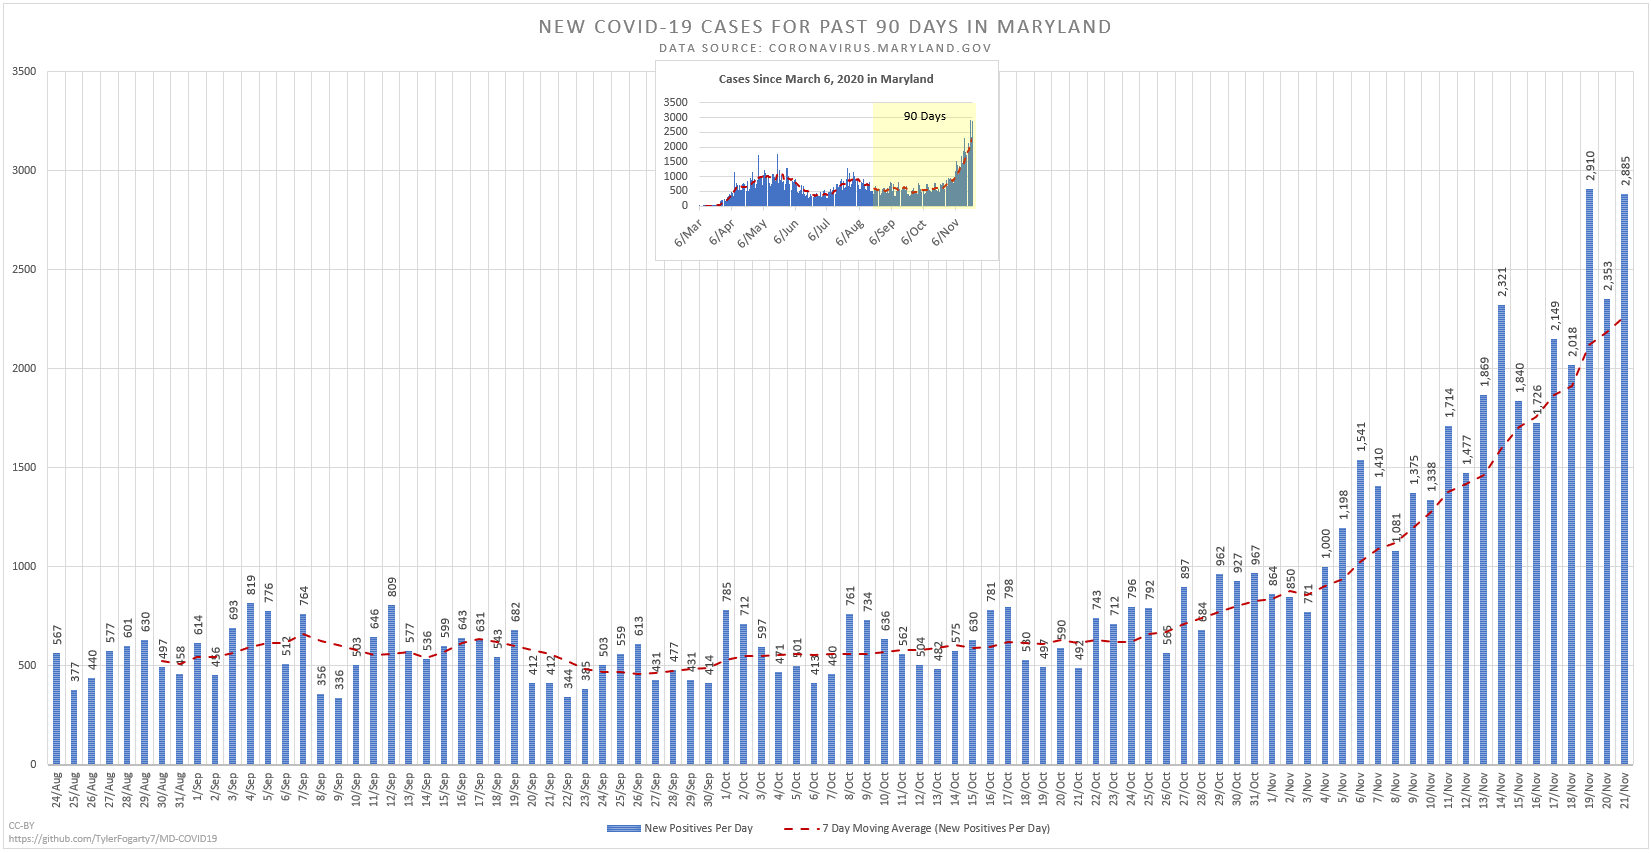 NEW COVID-19 CASES FOR PAST 90 DAYS IN MARYLAND
DATA SOURCE: CORONAVIRUS.MARYLAND.GOV
Cases Since March 6, 2020 in Maryland
90 Days
3500
3000
2500
2000
1500
1000
500
0
6/Mar 6/Apr 6/May 6/Jun 6/Jul 6/Aug 6/Sep 6/Oct 6/Nov
3500
3000
2500
2000
1500
1000
500
0
567 377 440 577 601 630 497 458 614 456 693 819 776 512 764 356 336 503 646 809 577 536 599 643 631 543 682 412 412 344 385 503 559 613 431 477 431 414 785 712 597 471 501 413 460 761 734 636 562 504 482 575 630 781 798 530 497 590 492 743 712 796 792 565 897 684 962 927 967 864 850 771 1,000 1,198 1,541 1,410 1,081 1,375 1,338 1,714 1,477 1,869 2,321 1,840 1,726 2,149 2,018 2,910 2,353 2,885
24/Aug 25/Aug 26/Aug 27/Aug 28/Aug 29/Aug 30/Aug 31/Aug 1/Sep 2/Sep 3/Sep 4/Sep 5/Sep 6/Sep 7/Sep 8/Sep 9/Sep 10/Sep 11/Sep 12/Sep 13/Sep 14/Sep 15/Sep 16/Sep 17/Sep 18/Sep 19/Sep 20/Sep 21/Sep 22/Sep 23/Sep 24/Sep 25/Sep 26/Sep 27/Sep 28/Sep 29/Sep 30/Sep 1/Oct 2/Oct 3/Oct 4/Oct 5/Oct 6/Oct 7/Oct 8/Oct 9/Oct 10/Oct 11/Oct 12/Oct 13/Oct 14/Oct 15/Oct 16/Oct 17/Oct 18/Oct 19/Oct 20/Oct 21/Oct 22/Oct 23/Oct 24/Oct 25/Oct 26/Oct 27/Oct 28/Oct 29/Oct 30/Oct 31/Oct 1/Nov 2/Nov 3/Nov 4/Nov 5/Nov 6/Nov 7/Nov 8/Nov 9/Nov 10/Nov 11/Nov 12/Nov 13/Nov 14/Nov 15/Nov 16/Nov 17/Nov 18/Nov 19/Nov 20/Nov 21/Nov
New Positives Per Day 7 Day Moving Average (New Positives Per Day)
CC-BY
https://github.com/TylerFogarty7/MD-COVID19